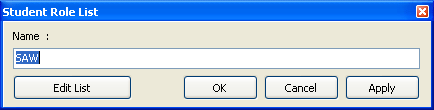 Student Role List
Name :
SAW
Edit List OK Cancel Apply